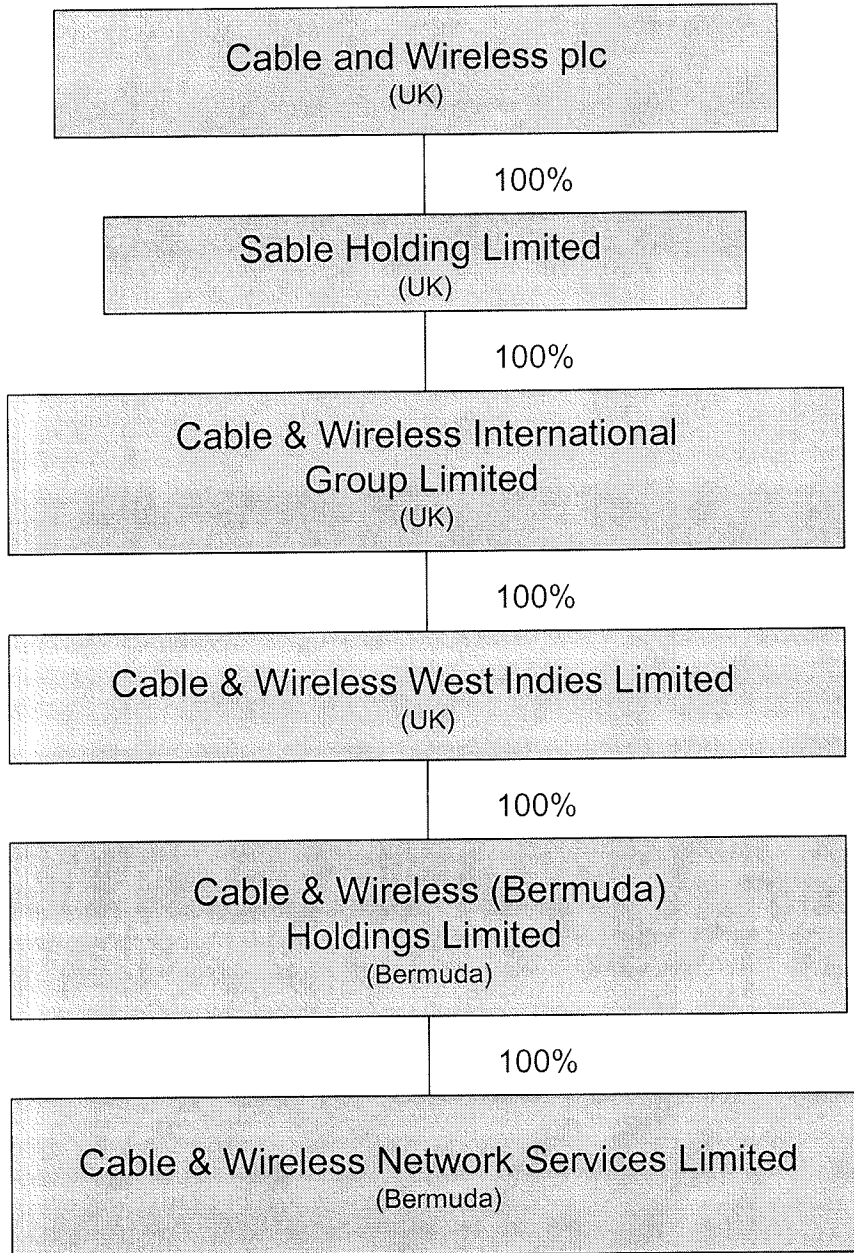 Cable and Wireless plc
(UK)
100%
Sable Holding Limited
(UK)
100%
Cable & Wireless International
Group Limited
(UK)
100%
Cable & Wireless West Indies Limited
(UK)
100%
Cable & Wireless (Bermuda)
Holdings Limited
(Bermuda)
100%
Cable & Wireless Network Services Limited
(Bermuda)